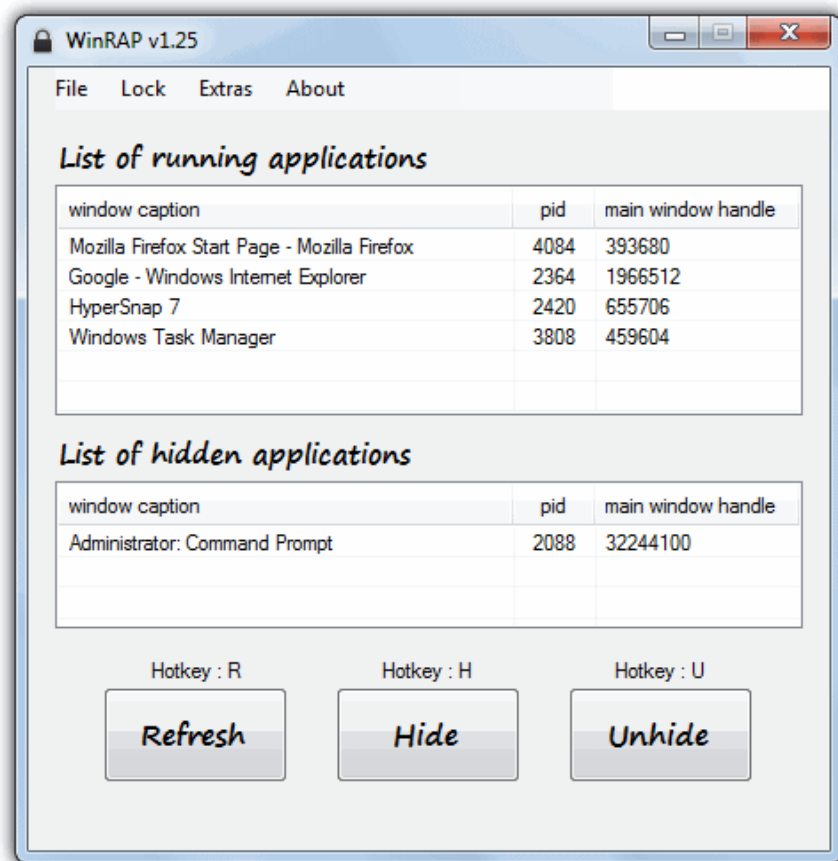 WinRAP v1.25
File Lock Extras About
List of running applications
window caption pid main window handle
Mozilla Firefox Start Page - Mozilla Firefox 4084 393680
Google - Windows Internet Explorer 2364 1966512
HyperSnap 7 2420 655706
Windows Task Manager 3808 459604
List of hidden applications
window caption pid main window handle
Administrator: Command Prompt 2088 32244100
Hotkey : R Hotkey : H Hotkey : U
Refresh Hide Unhide